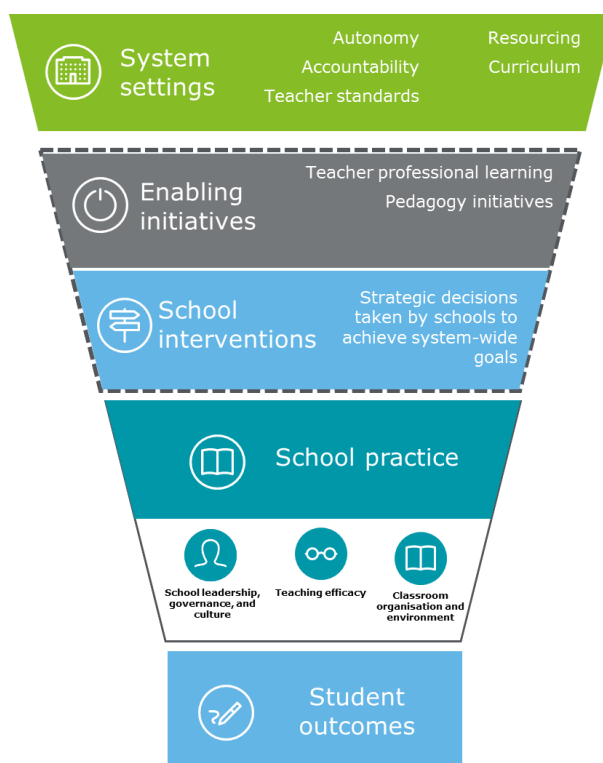 System
settings
Autonomy
Accountability
Teacher standards
Resourcing
Curriculum
Enabling
initiatives
Teacher professional learning
Pedagogy initiatives
School
interventions
Strategic decisions
taken by schools to
achieve system-wide
goals
School practice
School leadership,
governance, and
culture
Teaching efficacy
Classroom
organisation and
environment
Student
outcomes